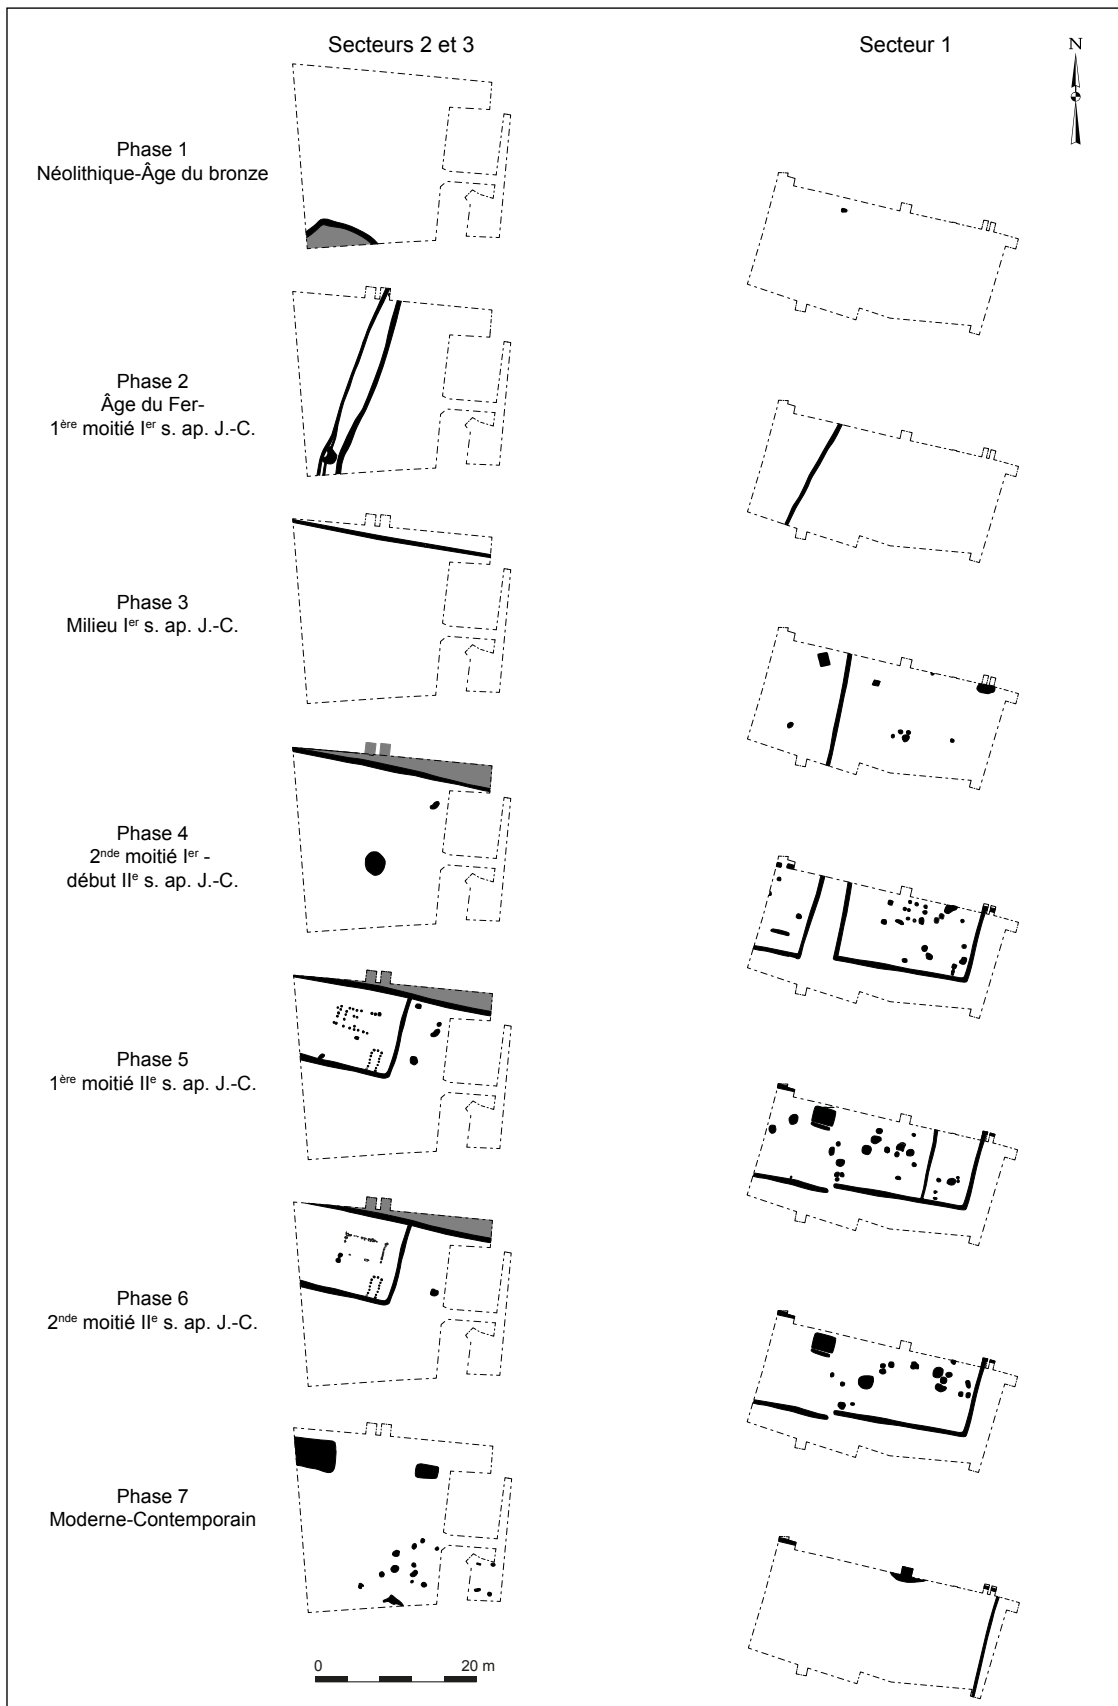 Secteurs 2 et 3
Secteur 1
N
Phase 1
Néolithique-Âge du bronze
Phase 2
Âge du Fer-
1ère moitié Ier s. ap. J.-C.
Phase 3
Milieu Ier s. ap. J.-C.
Phase 4
2nde moitié Ier -
début IIe s. ap. J.-C.
Phase 5
1ère moitié IIe s. ap. J.-C.
Phase 6
2nde moitié IIe s. ap. J.-C.
Phase 7
Moderne-Contemporain
0 20 m